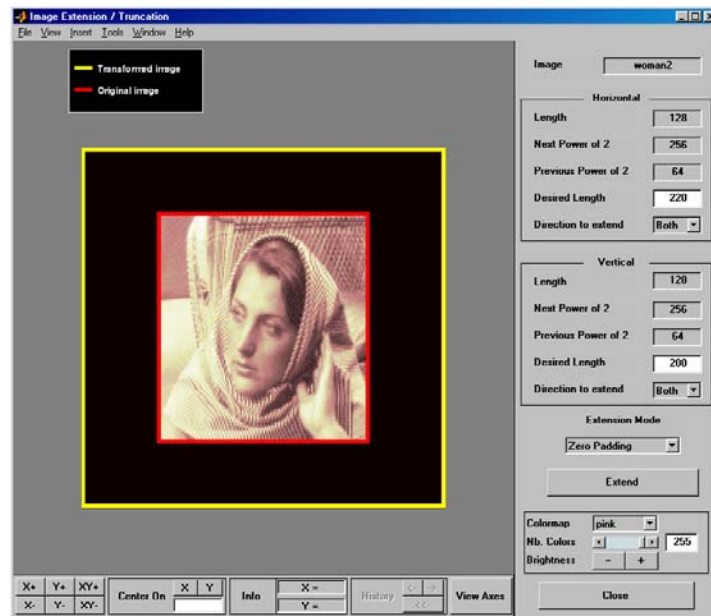 Image Extension / Truncation
File View Insert Tools Window Help
Transformed image
Original image
Image woman2
Horizontal
Length 128
Next Power of 2 256
Previous Power of 2 64
Desired Length 220
Direction to extend Both
Vertical
Length 128
Next Power of 2 256
Previous Power of 2 64
Desired Length 200
Direction to extend Both
Extension Mode
Zero Padding
Extend
Colormap pink
Nb. Colors 255
Brightness - +
X+ Y+ XY+
X- Y- XY-
Center On X Y
Info X =
Y =
History <- ->
<<-
View Axes
Close